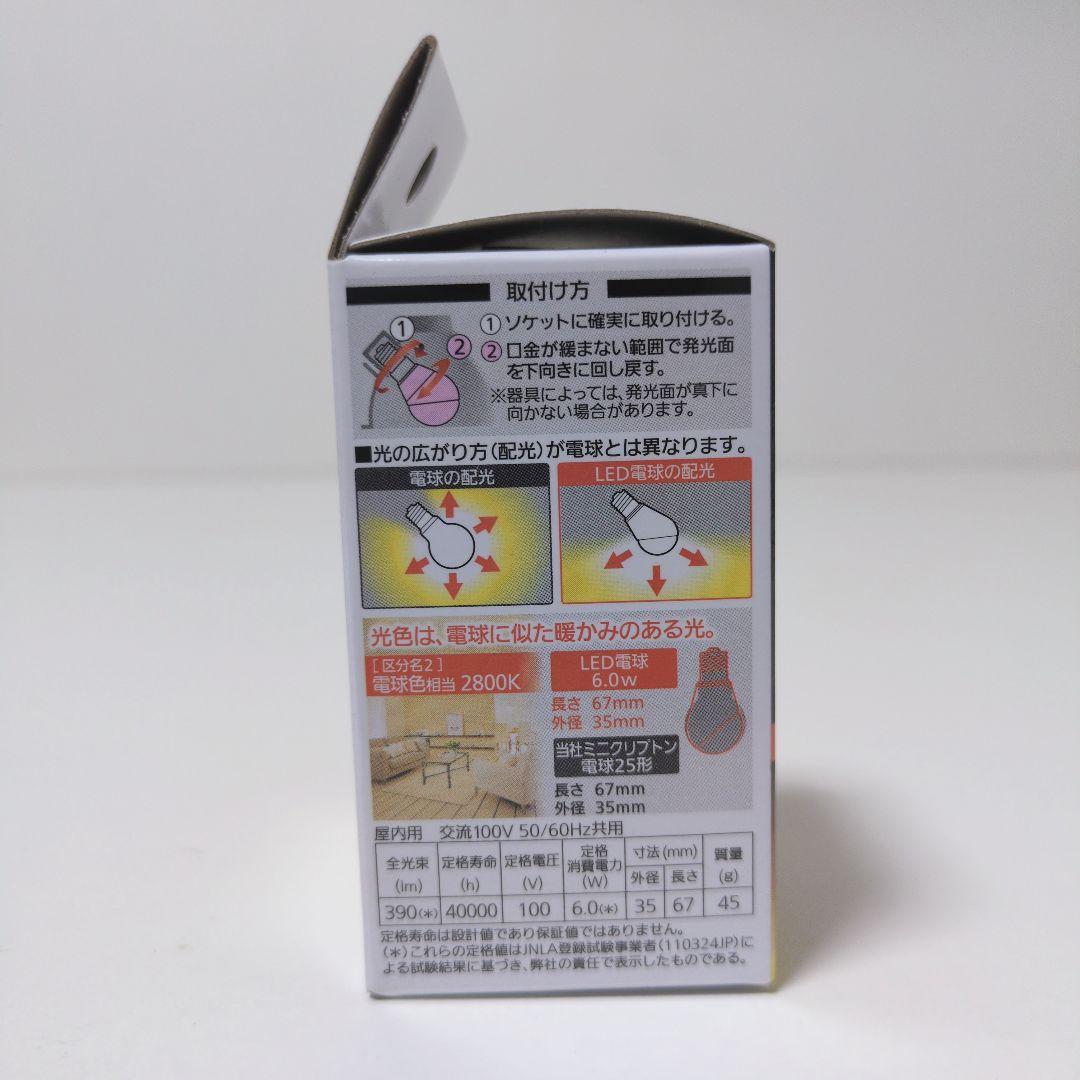 取付け方
① ②
①ソケットに確実に取り付ける。
②口金が緩まない範囲で発光面
を下向きに回し戻す。
※器具によっては、発光面が真下に
向かない場合があります。
■光の広がり方(配光)が電球とは異なります。
電球の配光
LED電球の配光
光色は、電球に似た暖かみのある光。
[区分名2]
電球色相当 2800K
LED電球
6.0w
長さ 67mm
外径 35mm
当社ミニクリプトン
電球25形
長さ 67mm
外径 35mm
屋内用 交流100V 50/60Hz共用
全光束 (lm) 定格寿命 (h) 定格電圧 (V) 定格消費電力 (W) 寸法(mm) 外径 長さ 質量 (g)
390(*) 40000 100 6.0(*) 35 67 45
定格寿命は設計値であり保証値ではありません。
(*)これらの定格値はJNLA登録試験事業者(110324JP)に
よる試験結果に基づき、弊社の責任で表示したものである。